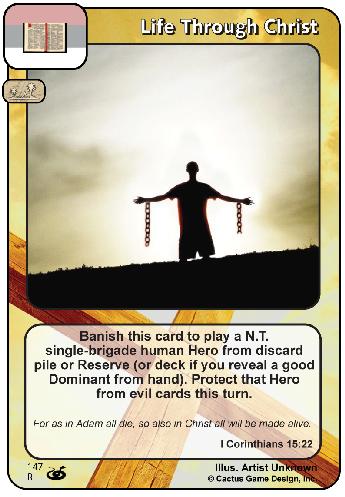 Life Through Christ
Banish this card to play a N.T.
single-brigade human Hero from discard
pile or Reserve (or deck if you reveal a good
Dominant from hand). Protect that Hero
from evil cards this turn.
For as in Adam all die, so also in Christ all will be made alive.
I Corinthians 15:22
147
R
Illus. Artist Unknown
© Cactus Game Design, Inc.